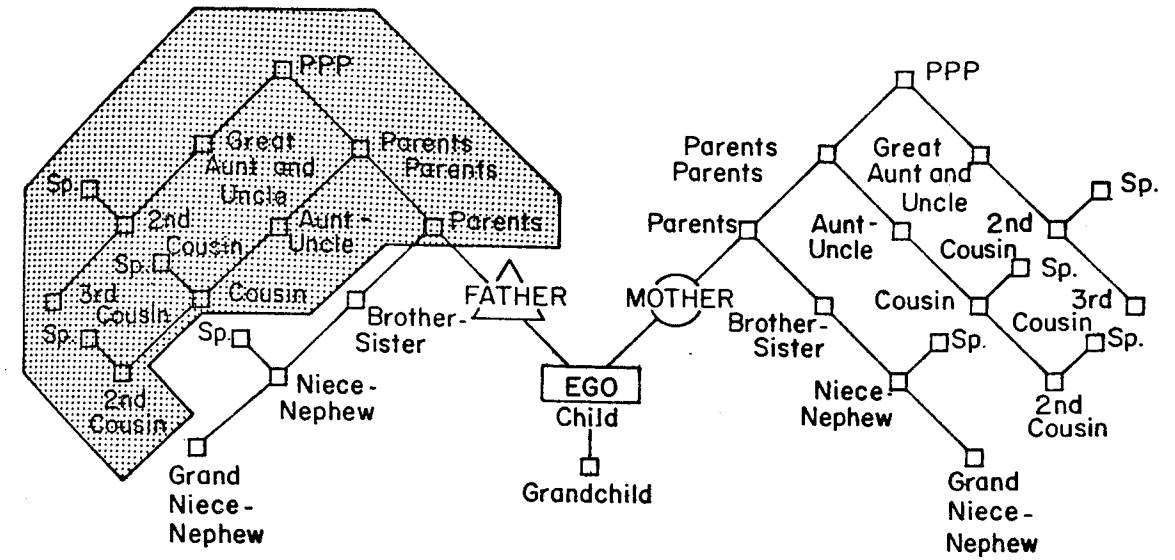 PPP
Great
Aunt and
Uncle
Parents
Parents
Sp.
2nd
Cousin
Aunt-
Uncle
Parents
Sp.
3rd
Cousin
Cousin
Sp.
2nd
Cousin
FATHER
Brother-
Sister
Sp.
Niece-
Nephew
Grand
Niece-
Nephew
EGO
Child
Grandchild
PPP
Parents
Parents
Great
Aunt and
Uncle
Sp.
Parents
Aunt-
Uncle
2nd
Cousin
Sp.
MOTHER
Cousin
3rd
Cousin
Brother-
Sister
Sp.
Sp.
Niece-
Nephew
2nd
Cousin
Grand
Niece-
Nephew